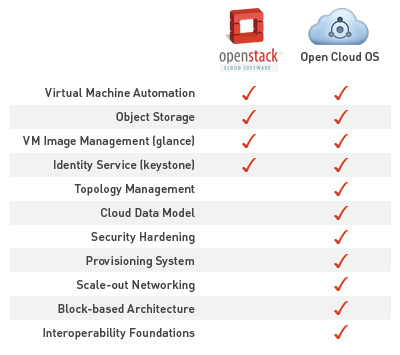 openstack™
CLOUD SOFTWARE
Open Cloud OS
Virtual Machine Automation
Object Storage
VM Image Management (glance)
Identity Service (keystone)
Topology Management
Cloud Data Model
Security Hardening
Provisioning System
Scale-out Networking
Block-based Architecture
Interoperability Foundations